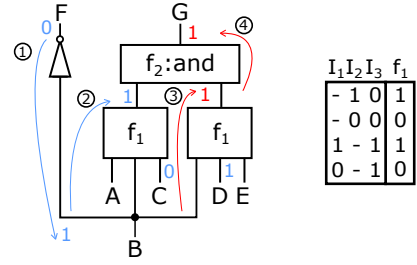 F
G
0
1
④
①
f₂:and
②
1
③
1
f₁
f₁
A
C
0
D
1
E
1
B
I₁ I₂ I₃ f₁
- 1 0 1
- 0 0 0
1 - 1 1
0 - 1 0